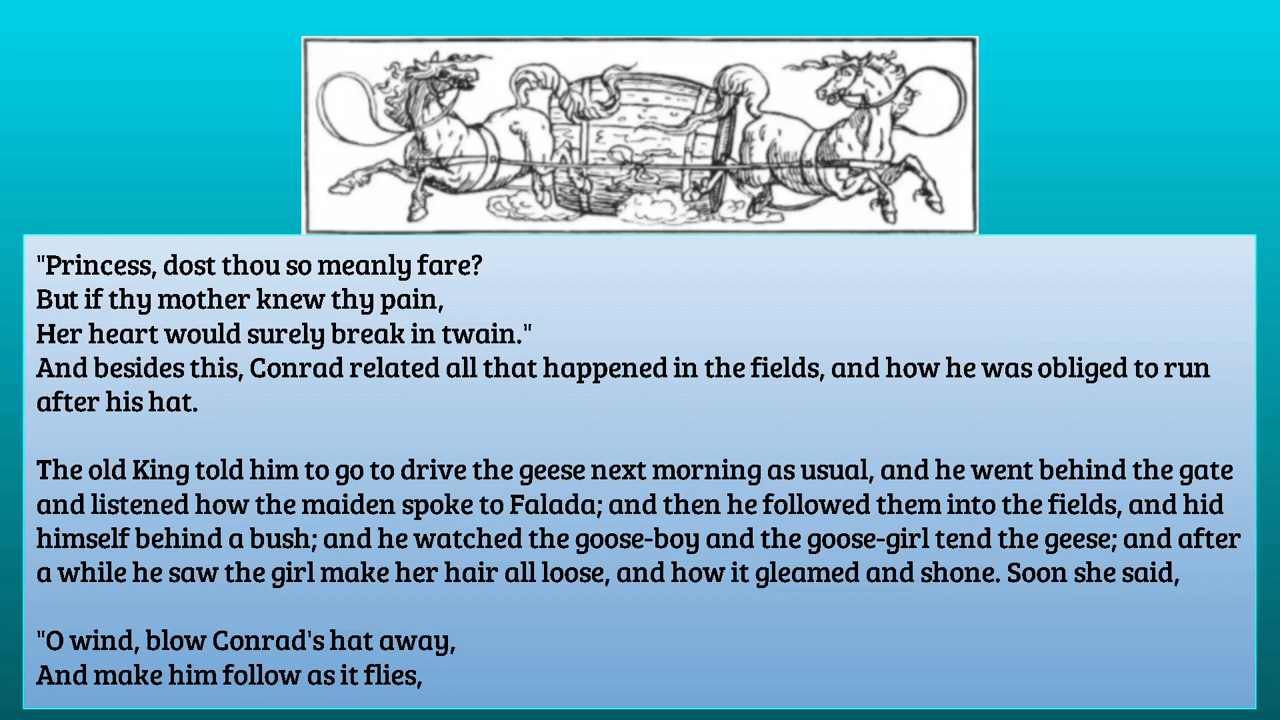 "Princess, dost thou so meanly fare?
But if thy mother knew thy pain,
Her heart would surely break in twain."
And besides this, Conrad related all that happened in the fields, and how he was obliged to run
after his hat.
The old King told him to go to drive the geese next morning as usual, and he went behind the gate
and listened how the maiden spoke to Falada; and then he followed them into the fields, and hid
himself behind a bush; and he watched the goose-boy and the goose-girl tend the geese; and after
a while he saw the girl make her hair all loose, and how it gleamed and shone. Soon she said,
"O wind, blow Conrad's hat away,
And make him follow as it flies,